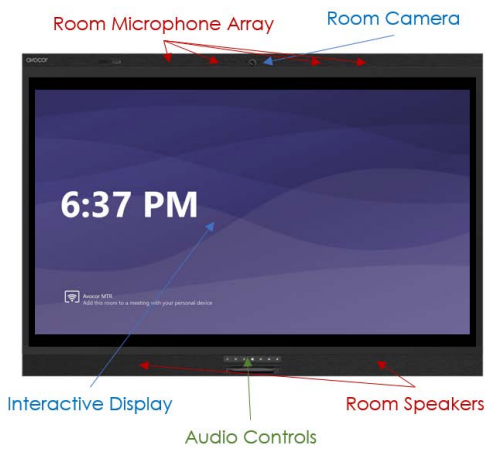 Room Camera
Room Microphone Array
avocor
6:37 PM
Avocor MTR
Add this room to a meeting with your personal device
Interactive Display
Room Speakers
Audio Controls